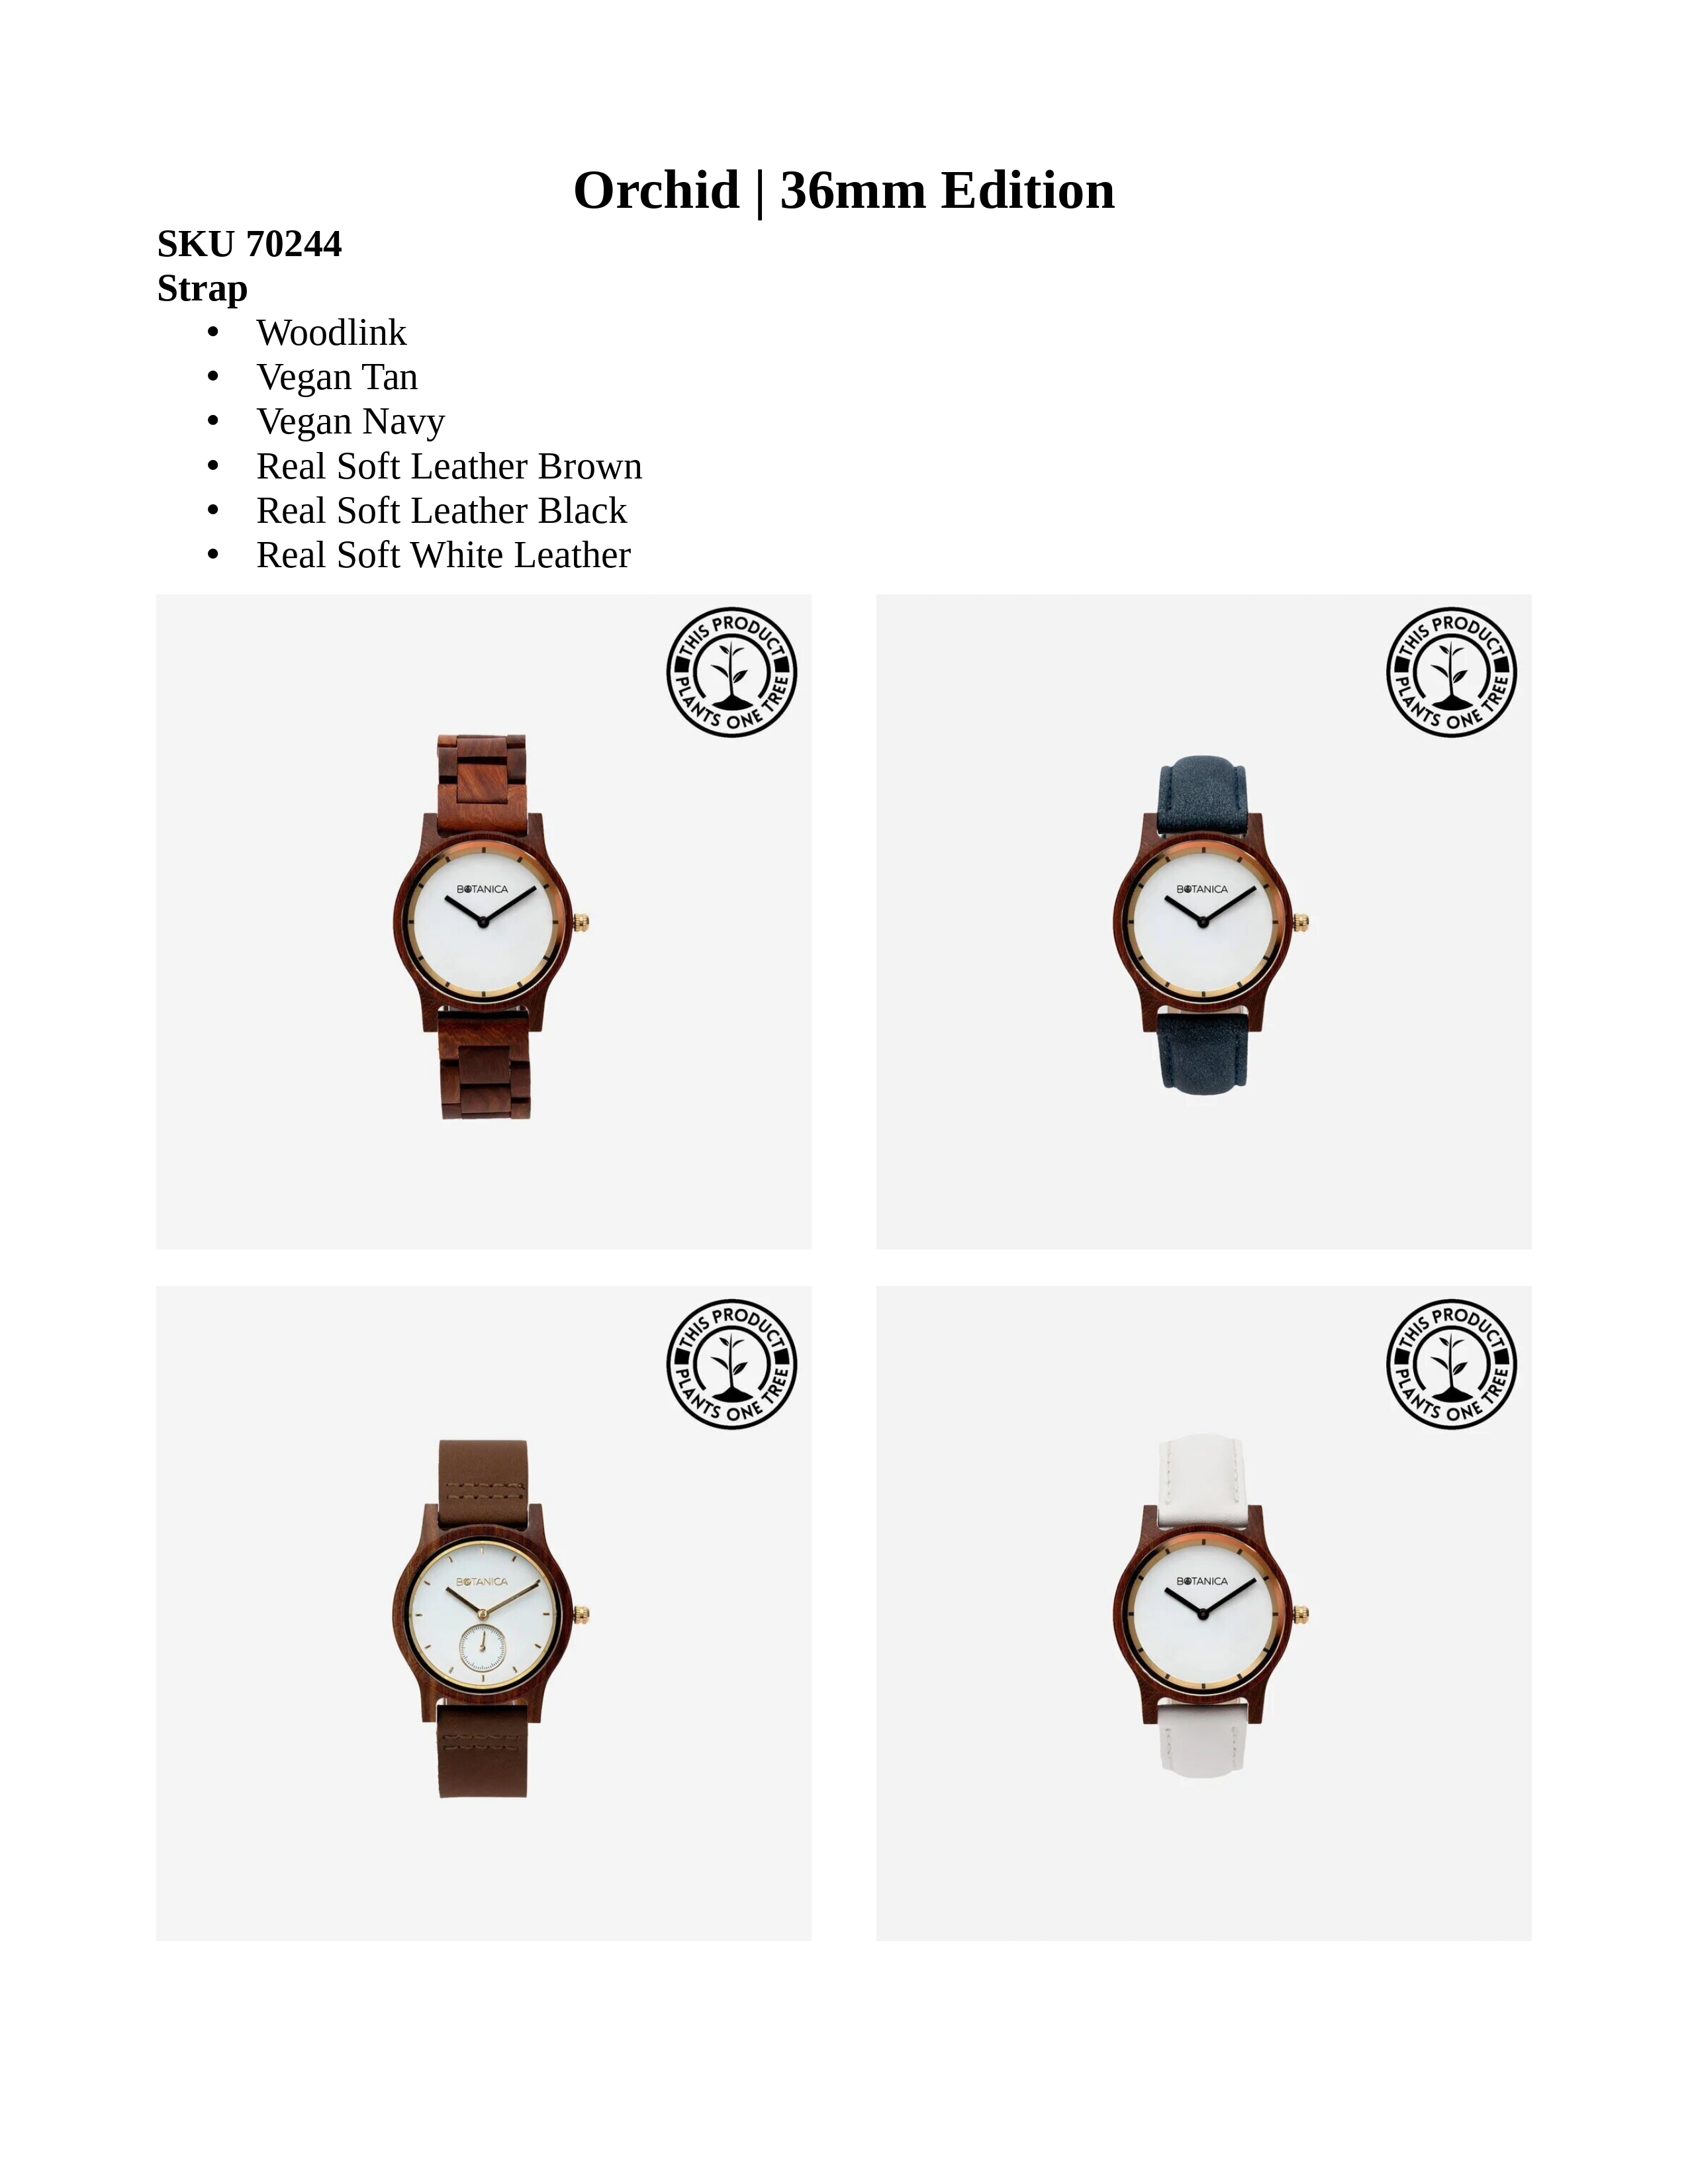 Orchid | 36mm Edition
SKU 70244
Strap
• Woodlink
• Vegan Tan
• Vegan Navy
• Real Soft Leather Brown
• Real Soft Leather Black
• Real Soft White Leather
THIS PRODUCT
PLANTS ONE TREE
BOTANICA
THIS PRODUCT
PLANTS ONE TREE
BOTANICA
THIS PRODUCT
PLANTS ONE TREE
BOTANICA
THIS PRODUCT
PLANTS ONE TREE
BOTANICA